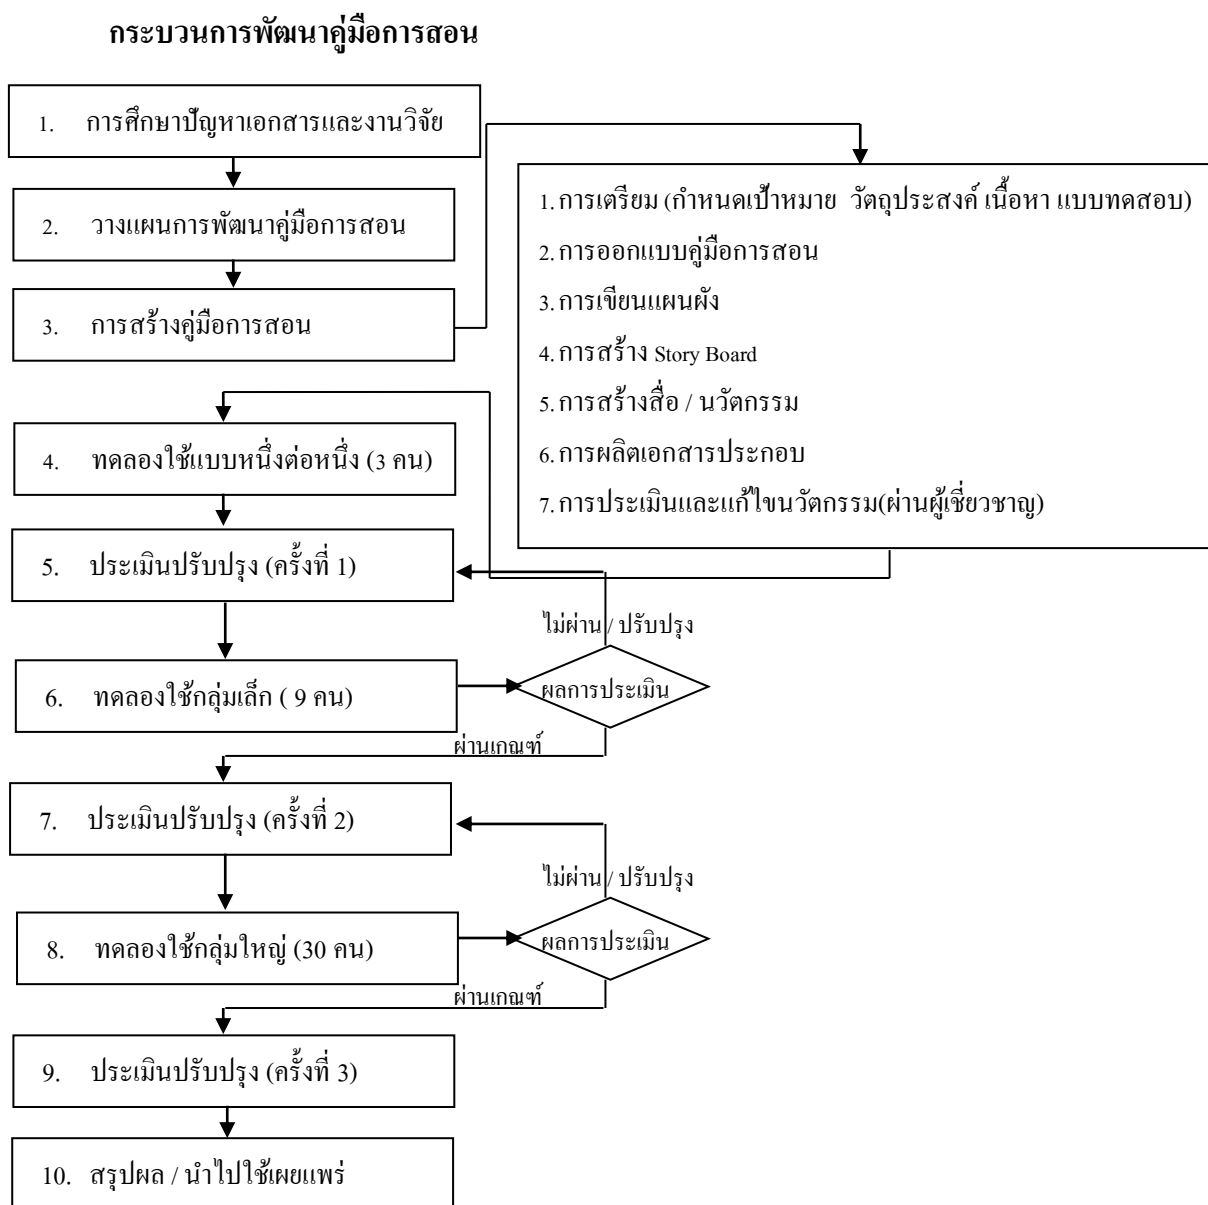 กระบวนการพัฒนาคู่มือการสอน
1. การศึกษาปัญหาเอกสารและงานวิจัย
2. วางแผนการพัฒนาคู่มือการสอน
3. การสร้างคู่มือการสอน
1. การเตรียม (กำหนดเป้าหมาย วัตถุประสงค์ เนื้อหา แบบทดสอบ)
2. การออกแบบคู่มือการสอน
3. การเขียนแผนผัง
4. การสร้าง Story Board
5. การสร้างสื่อ / นวัตกรรม
6. การผลิตเอกสารประกอบ
7. การประเมินและแก้ไขนวัตกรรม(ผ่านผู้เชี่ยวชาญ)
4. ทดลองใช้แบบหนึ่งต่อหนึ่ง (3 คน)
5. ประเมินปรับปรุง (ครั้งที่ 1)
ไม่ผ่าน / ปรับปรุง
6. ทดลองใช้กลุ่มเล็ก ( 9 คน)
ผลการประเมิน
ผ่านเกณฑ์
7. ประเมินปรับปรุง (ครั้งที่ 2)
ไม่ผ่าน / ปรับปรุง
8. ทดลองใช้กลุ่มใหญ่ (30 คน)
ผลการประเมิน
ผ่านเกณฑ์
9. ประเมินปรับปรุง (ครั้งที่ 3)
10. สรุปผล / นำไปใช้เผยแพร่